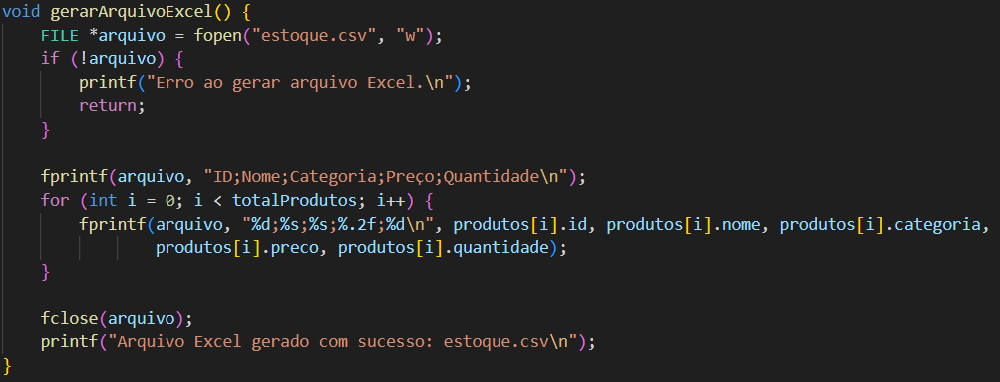 void gerarArquivoExcel() {
    FILE *arquivo = fopen("estoque.csv", "w");
    if (!arquivo) {
        printf("Erro ao gerar arquivo Excel.\n");
        return;
    }

    fprintf(arquivo, "ID;Nome;Categoria;Preço;Quantidade\n");
    for (int i = 0; i < totalProdutos; i++) {
        fprintf(arquivo, "%d;%s;%s;%.2f;%d\n", produtos[i].id, produtos[i].nome, produtos[i].categoria,
                produtos[i].preco, produtos[i].quantidade);
    }

    fclose(arquivo);
    printf("Arquivo Excel gerado com sucesso: estoque.csv\n");
}